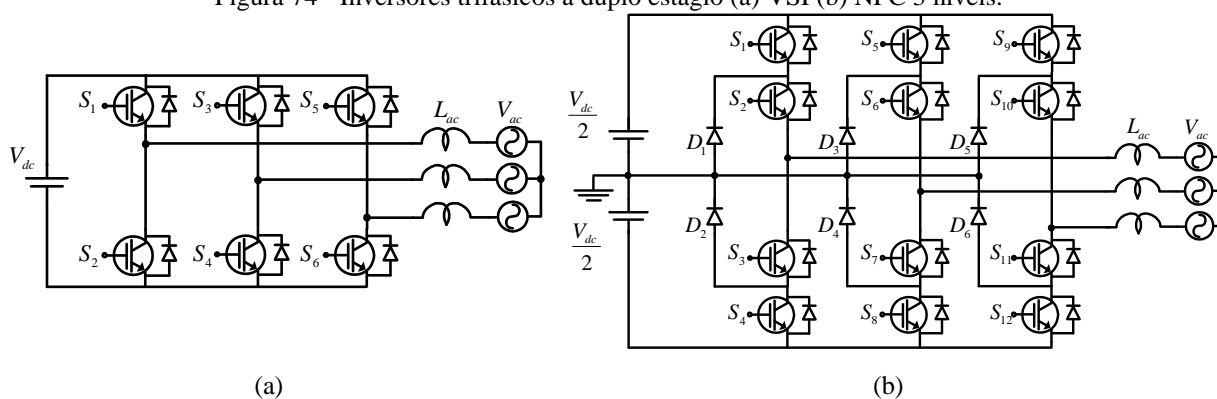 Figura 74 - Inversores trifásicos a duplo estágio (a) VSI (b) NPC 3 níveis.
S1
S3
S5
Lac
Vac
Vdc
S2
S4
S6
(a)
S1
S5
S9
S2
S6
S10
Vdc
2
D1
D3
D5
Lac
Vac
D2
D4
D6
Vdc
2
S3
S7
S11
S4
S8
S12
(b)